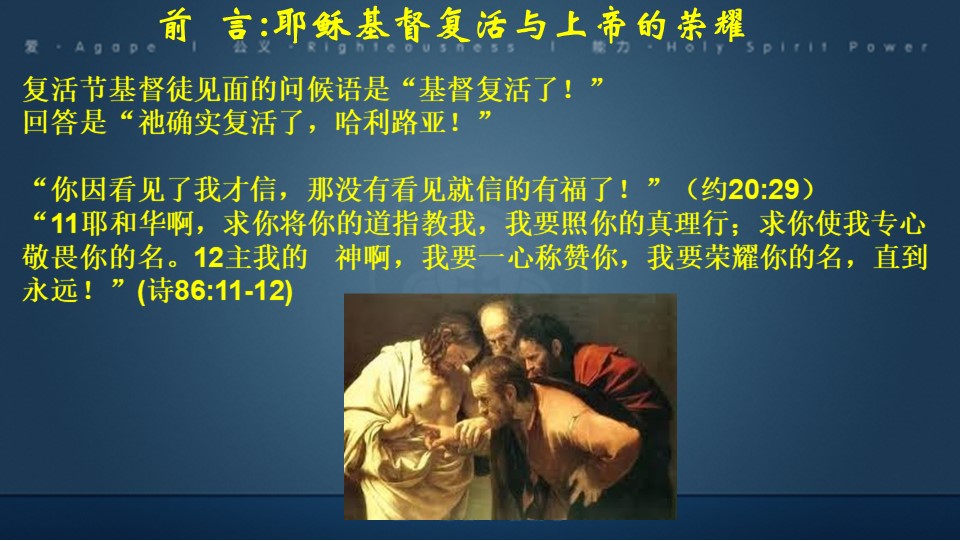 前 言:耶稣基督复活与上帝的荣耀
爱 · Agape | 公义 · Righteousness | 能力 · Holy Spirit Power
复活节基督徒见面的问候语是“基督复活了！”
回答是“祂确实复活了，哈利路亚！”
“你因看见了我才信，那没有看见就信的有福了！”（约20:29）
“11耶和华啊，求你将你的道指教我，我要照你的真理行；求你使我专心
敬畏你的名。12主我的 神啊，我要一心称赞你，我要荣耀你的名，直到
永远！”(诗86:11-12)